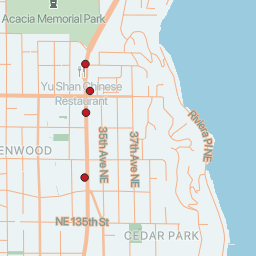 Acacia Memorial Park
Yu Shan Chinese
Restaurant
Riviera Pl NE
35th Ave NE
37th Ave NE
ENWOOD
NE 135th St
CEDAR PARK